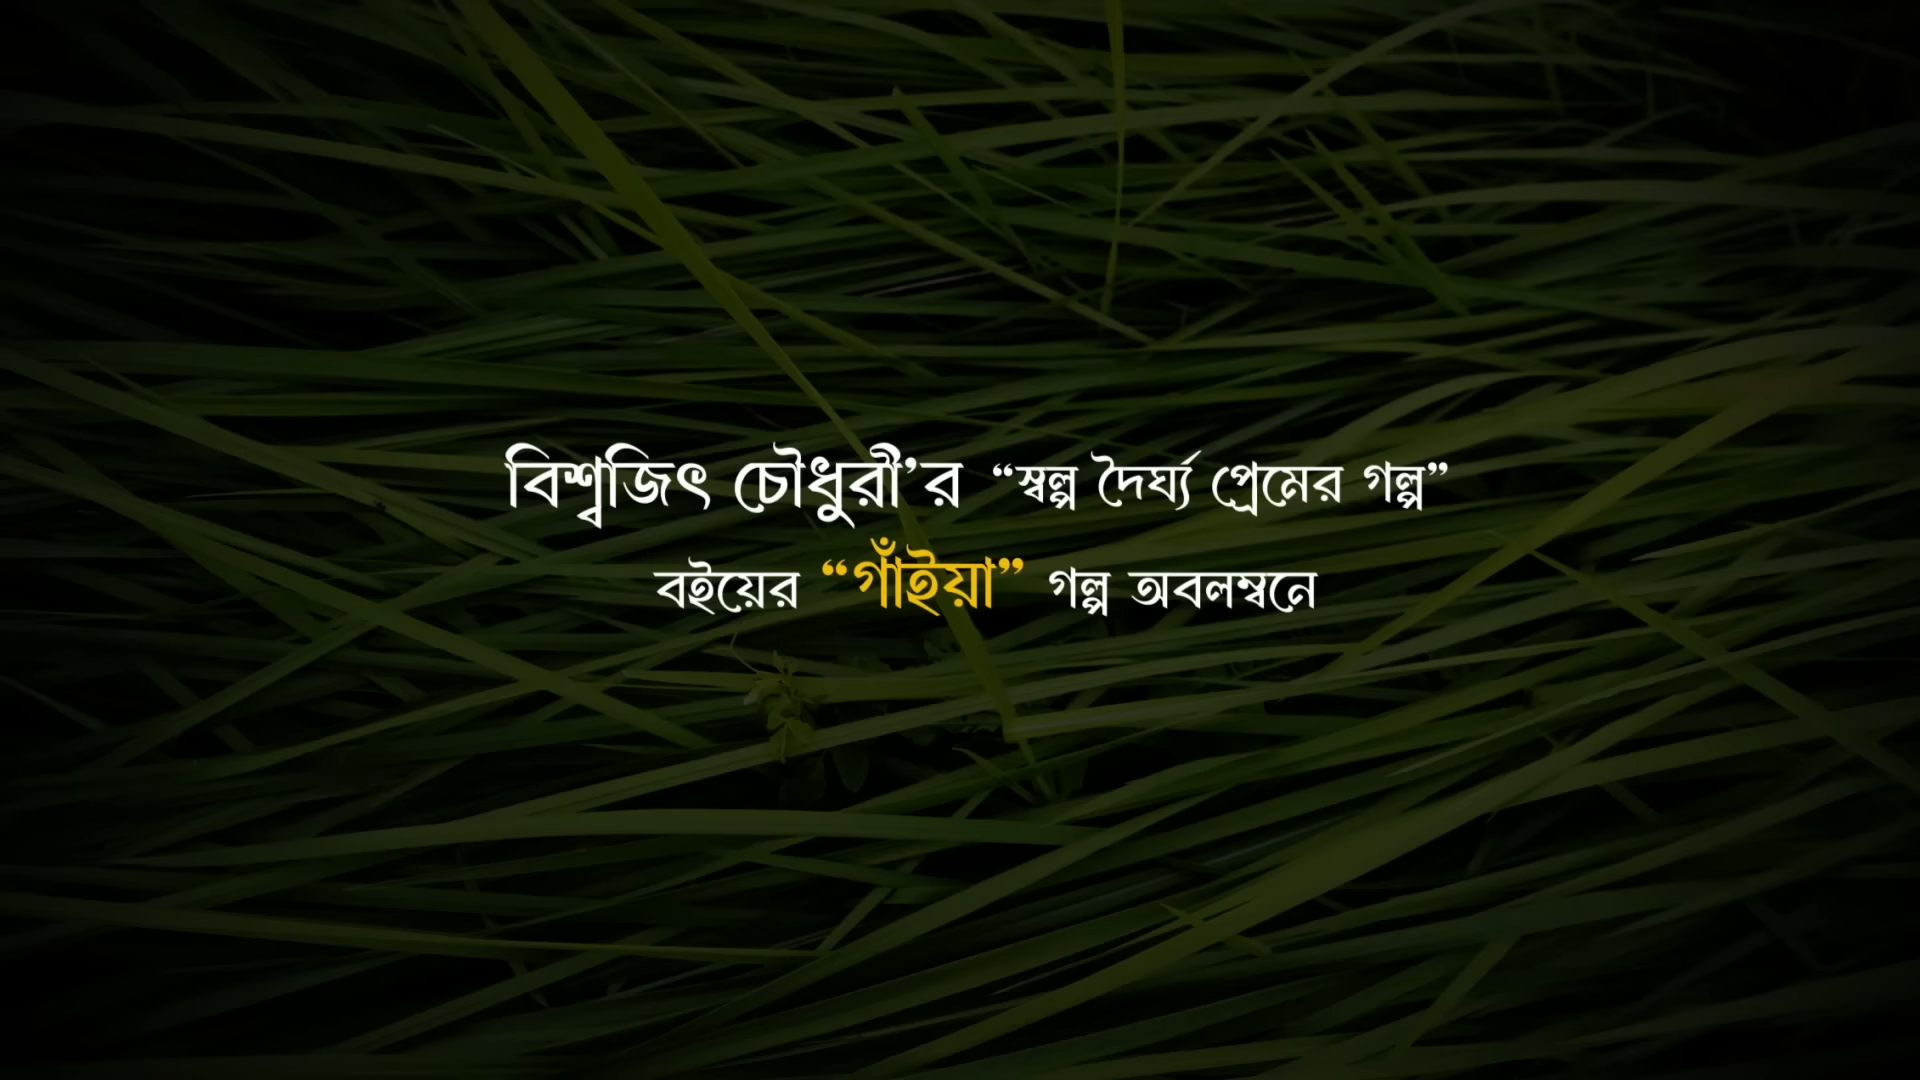 বিশ্বজিৎ চৌধুরী’র “স্বল্প দৈর্ঘ্য প্রেমের গল্প”
বইয়ের “গাঁইয়া” গল্প অবলম্বনে